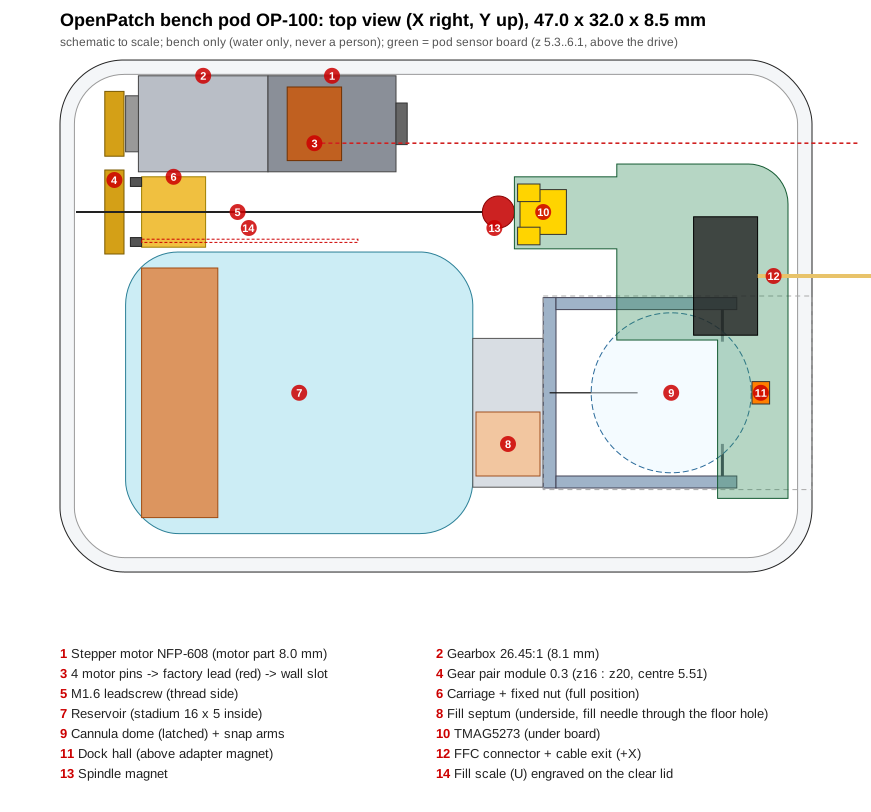 OpenPatch bench pod OP-100: top view (X right, Y up), 47.0 x 32.0 x 8.5 mm
schematic to scale; bench only (water only, never a person); green = pod sensor board (z 5.3..6.1, above the drive)
2
1
3
4
6
5
10
14
13
12
7
9
11
8
1 Stepper motor NFP-608 (motor part 8.0 mm)
2 Gearbox 26.45:1 (8.1 mm)
3 4 motor pins -> factory lead (red) -> wall slot
4 Gear pair module 0.3 (z16 : z20, centre 5.51)
5 M1.6 leadscrew (thread side)
6 Carriage + fixed nut (full position)
7 Reservoir (stadium 16 x 5 inside)
8 Fill septum (underside, fill needle through the floor hole)
9 Cannula dome (latched) + snap arms
10 TMAG5273 (under board)
11 Dock hall (above adapter magnet)
12 FFC connector + cable exit (+X)
13 Spindle magnet
14 Fill scale (U) engraved on the clear lid